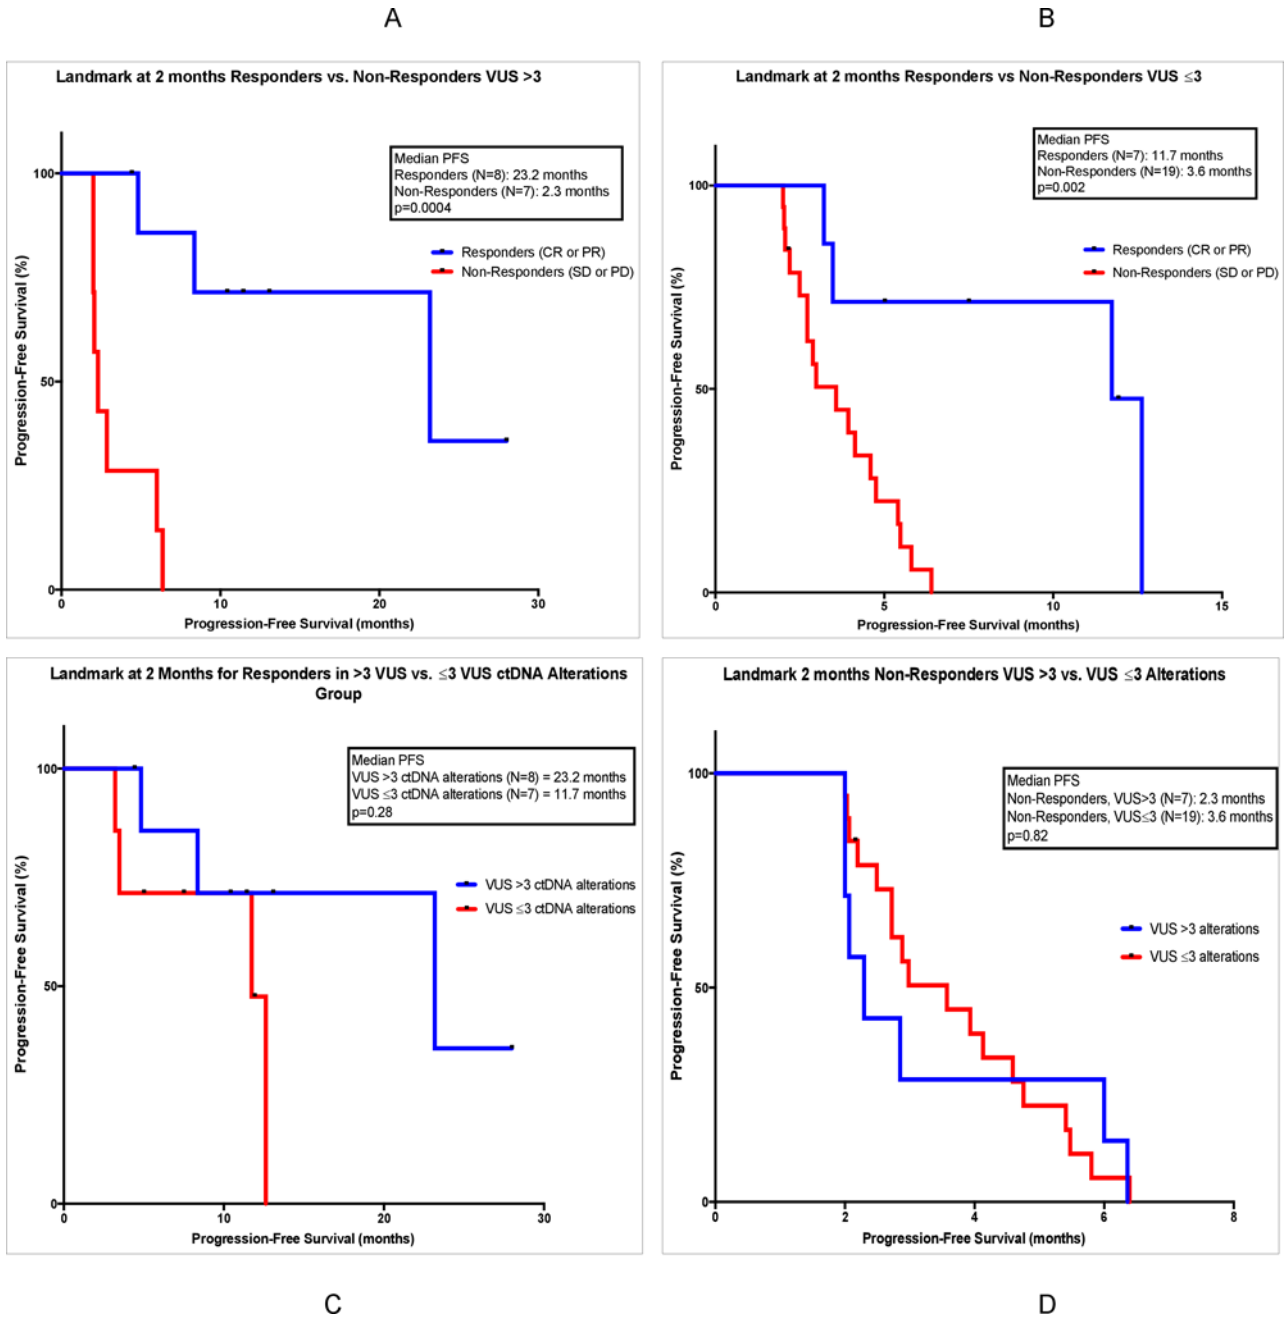 A
B
Landmark at 2 months Responders vs. Non-Responders VUS >3
Median PFS
Responders (N=8): 23.2 months
Non-Responders (N=7): 2.3 months
p=0.0004
Responders (CR or PR)
Non-Responders (SD or PD)
Progression-Free Survival (%)
100
50
0
0 10 20 30
Progression-Free Survival (months)
Landmark at 2 months Responders vs Non-Responders VUS ≤3
Median PFS
Responders (N=7): 11.7 months
Non-Responders (N=19): 3.6 months
p=0.002
Responders (CR or PR)
Non-Responders (SD or PD)
Progression-Free Survival (%)
100
50
0
0 5 10 15
Progression-Free Survival (months)
Landmark at 2 Months for Responders in >3 VUS vs. ≤3 VUS ctDNA Alterations
Group
Median PFS
VUS >3 ctDNA alterations (N=8) = 23.2 months
VUS ≤3 ctDNA alterations (N=7) = 11.7 months
p=0.28
VUS >3 ctDNA alterations
VUS ≤3 ctDNA alterations
Progression-Free Survival (%)
100
50
0
0 10 20 30
Progression-Free Survival (months)
Landmark 2 months Non-Responders VUS >3 vs. VUS ≤3 Alterations
Median PFS
Non-Responders, VUS>3 (N=7): 2.3 months
Non-Responders, VUS≤3 (N=19): 3.6 months
p=0.82
VUS >3 alterations
VUS ≤3 alterations
Progression-Free Survival (%)
100
50
0
0 2 4 6 8
Progression-Free Survival (months)
C
D